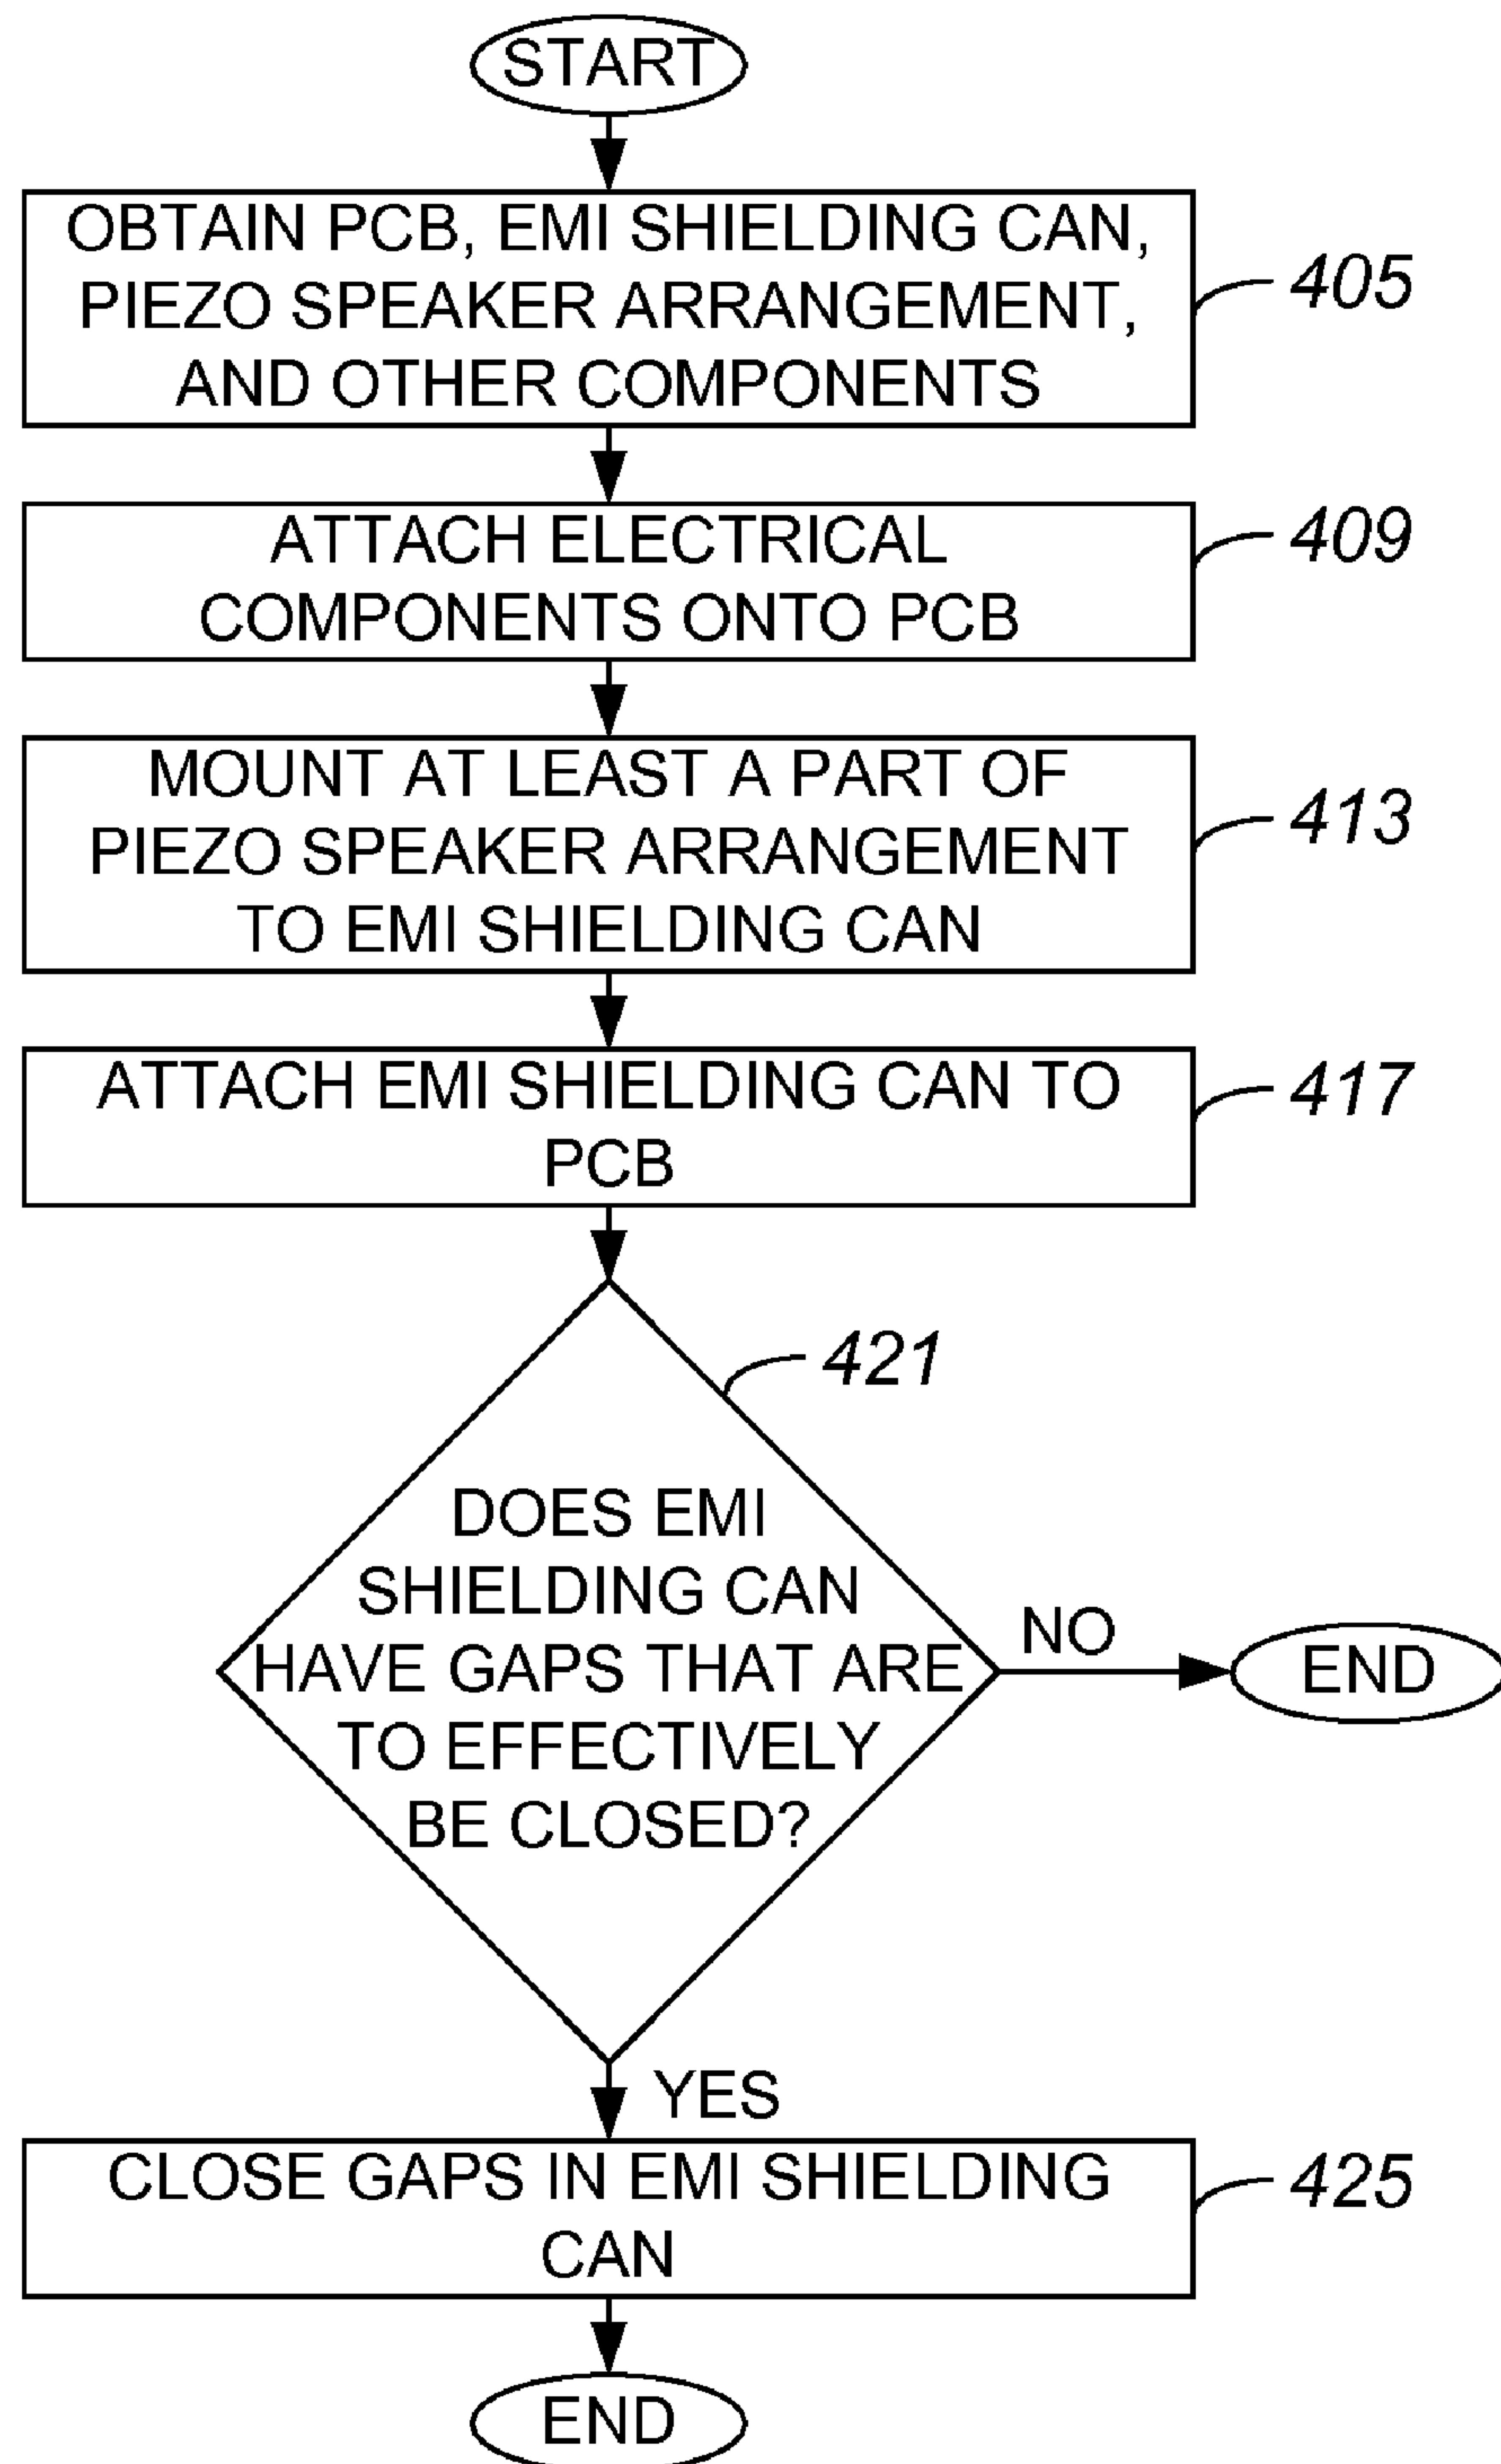 START
OBTAIN PCB, EMI SHIELDING CAN,
PIEZO SPEAKER ARRANGEMENT,
AND OTHER COMPONENTS
405
ATTACH ELECTRICAL
COMPONENTS ONTO PCB
409
MOUNT AT LEAST A PART OF
PIEZO SPEAKER ARRANGEMENT
TO EMI SHIELDING CAN
413
ATTACH EMI SHIELDING CAN TO
PCB
417
421
DOES EMI
SHIELDING CAN
HAVE GAPS THAT ARE
TO EFFECTIVELY
BE CLOSED?
NO
END
YES
CLOSE GAPS IN EMI SHIELDING
CAN
425
END